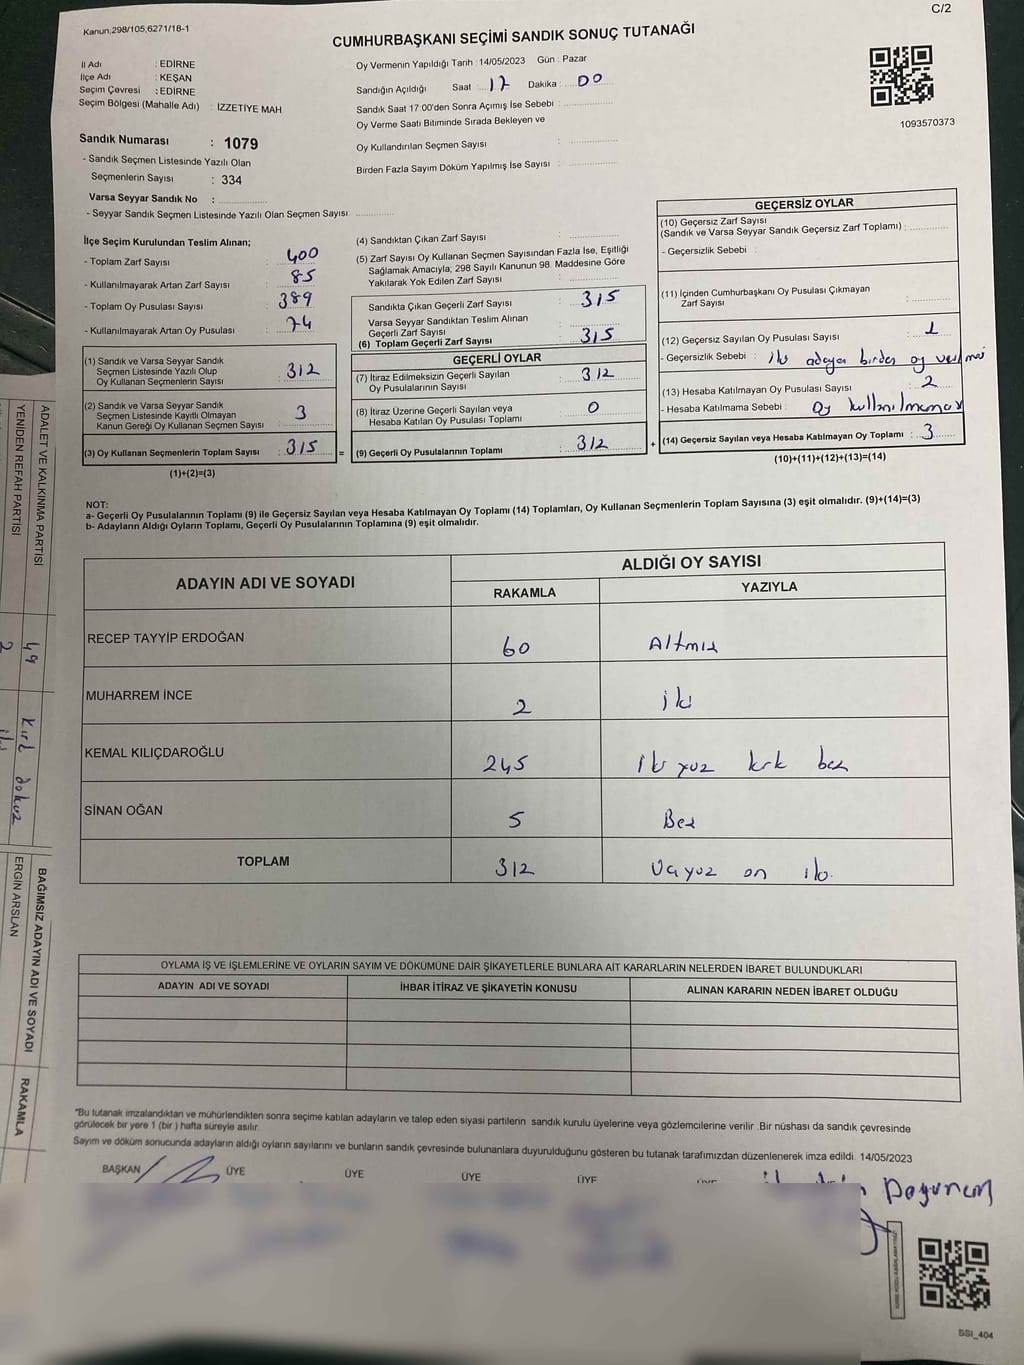 C/2
Kanun,298/105,6271/18-1
CUMHURBAŞKANI SEÇİMİ SANDIK SONUÇ TUTANAĞI
İl Adı : EDİRNE
İlçe Adı : KEŞAN
Seçim Çevresi : EDİRNE
Seçim Bölgesi (Mahalle Adı) : İZZETİYE MAH
Sandık Numarası : 1079
- Sandık Seçmen Listesinde Yazılı Olan
Seçmenlerin Sayısı : 334
Varsa Seyyar Sandık No :
- Seyyar Sandık Seçmen Listesinde Yazılı Olan Seçmen Sayısı
Oy Vermenin Yapıldığı Tarih : 14/05/2023 Gün : Pazar
Sandığın Açıldığı Saat 17 Dakika : 00
Sandık Saat 17:00'den Sonra Açımış İse Sebebi :
Oy Verme Saati Bitiminde Sırada Bekleyen ve
Oy Kullandırılan Seçmen Sayısı :
Birden Fazla Sayım Döküm Yapılmış İse Sayısı :
1093570373
İlçe Seçim Kurulundan Teslim Alınan;
- Toplam Zarf Sayısı : 400
- Kullanılmayarak Artan Zarf Sayısı : 85
- Toplam Oy Pusulası Sayısı : 389
- Kullanılmayarak Artan Oy Pusulası : 74
(1) Sandık ve Varsa Seyyar Sandık
Seçmen Listesinde Yazılı Olup
Oy Kullanan Seçmenlerin Sayısı : 312
(2) Sandık ve Varsa Seyyar Sandık
Seçmen Listesinde Kayıtlı Olmayan
Kanun Gereği Oy Kullanan Seçmen Sayısı : 3
(3) Oy Kullanan Seçmenlerin Toplam Sayısı : 315 =
(1)+(2)=(3)
(4) Sandıktan Çıkan Zarf Sayısı :
(5) Zarf Sayısı Oy Kullanan Seçmen Sayısından Fazla İse, Eşitliği
Sağlamak Amacıyla; 298 Sayılı Kanunun 98. Maddesine Göre
Yakılarak Yok Edilen Zarf Sayısı :
Sandıkta Çıkan Geçerli Zarf Sayısı : 315
Varsa Seyyar Sandıktan Teslim Alınan
Geçerli Zarf Sayısı :
(6) Toplam Geçerli Zarf Sayısı : 315
GEÇERLİ OYLAR
(7) İtiraz Edilmeksizin Geçerli Sayılan
Oy Pusulalarının Sayısı : 312
(8) İtiraz Üzerine Geçerli Sayılan veya
Hesaba Katılan Oy Pusulası Toplamı : 0
(9) Geçerli Oy Pusulalarının Toplamı : 312 +
GEÇERSİZ OYLAR
(10) Geçersiz Zarf Sayısı
(Sandık ve Varsa Seyyar Sandık Geçersiz Zarf Toplamı) :
- Geçersizlik Sebebi :
(11) İçinden Cumhurbaşkanı Oy Pusulası Çıkmayan
Zarf Sayısı :
(12) Geçersiz Sayılan Oy Pusulası Sayısı : 1
- Geçersizlik Sebebi : iki adaya birden oy verilmesi
(13) Hesaba Katılmayan Oy Pusulası Sayısı : 2
- Hesaba Katılmama Sebebi : Oy kullanılmaması
(14) Geçersiz Sayılan veya Hesaba Katılmayan Oy Toplamı : 3
(10)+(11)+(12)+(13)=(14)
NOT:
a- Geçerli Oy Pusulalarının Toplamı (9) ile Geçersiz Sayılan veya Hesaba Katılmayan Oy Toplamı (14) Toplamları, Oy Kullanan Seçmenlerin Toplam Sayısına (3) eşit olmalıdır. (9)+(14)=(3)
b- Adayların Aldığı Oyların Toplamı, Geçerli Oy Pusulalarının Toplamına (9) eşit olmalıdır.
ADAYIN ADI VE SOYADI
ALDIĞI OY SAYISI
RAKAMLA YAZIYLA
RECEP TAYYİP ERDOĞAN 60 Altmış
MUHARREM İNCE 2 iki
KEMAL KILIÇDAROĞLU 245 iki yüz kırk beş
SİNAN OĞAN 5 Beş
TOPLAM 312 Üçyüz on iki
OYLAMA İŞ VE İŞLEMLERİNE VE OYLARIN SAYIM VE DÖKÜMÜNE DAİR ŞİKAYETLERLE BUNLARA AİT KARARLARIN NELERDEN İBARET BULUNDUKLARI
ADAYIN ADI VE SOYADI İHBAR İTİRAZ VE ŞİKAYETİN KONUSU ALINAN KARARIN NEDEN İBARET OLDUĞU
*Bu tutanak imzalandıktan ve mühürlendikten sonra seçime katılan adayların ve talep eden siyasi partilerin sandık kurulu üyelerine veya gözlemcilerine verilir .Bir nüshası da sandık çevresinde
görülecek bir yere 1 (bir ) hafta süreyle asılır.
Sayım ve döküm sonucunda adayların aldığı oyların sayılarını ve bunların sandık çevresinde bulunanlara duyurulduğunu gösteren bu tutanak tarafımızdan düzenlenerek imza edildi. 14/05/2023
BAŞKAN ÜYE ÜYE ÜYE ÜYE
SSI_404
ADALET VE KALKINMA PARTİSİ 49 kırk dokuz
YENİDEN REFAH PARTİSİ 2 iki
BAĞIMSIZ ADAYIN ADI VE SOYADI RAKAMLA
ERGİN ARSLAN